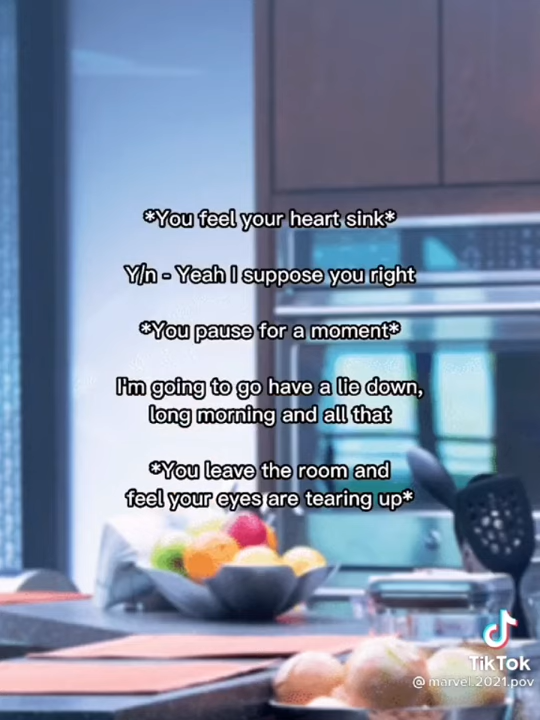 *You feel your heart sink*
Y/n - Yeah I suppose you right
*You pause for a moment*
I'm going to go have a lie down,
long morning and all that
*You leave the room and
feel your eyes are tearing up*
TikTok
@marvel.2021.pov